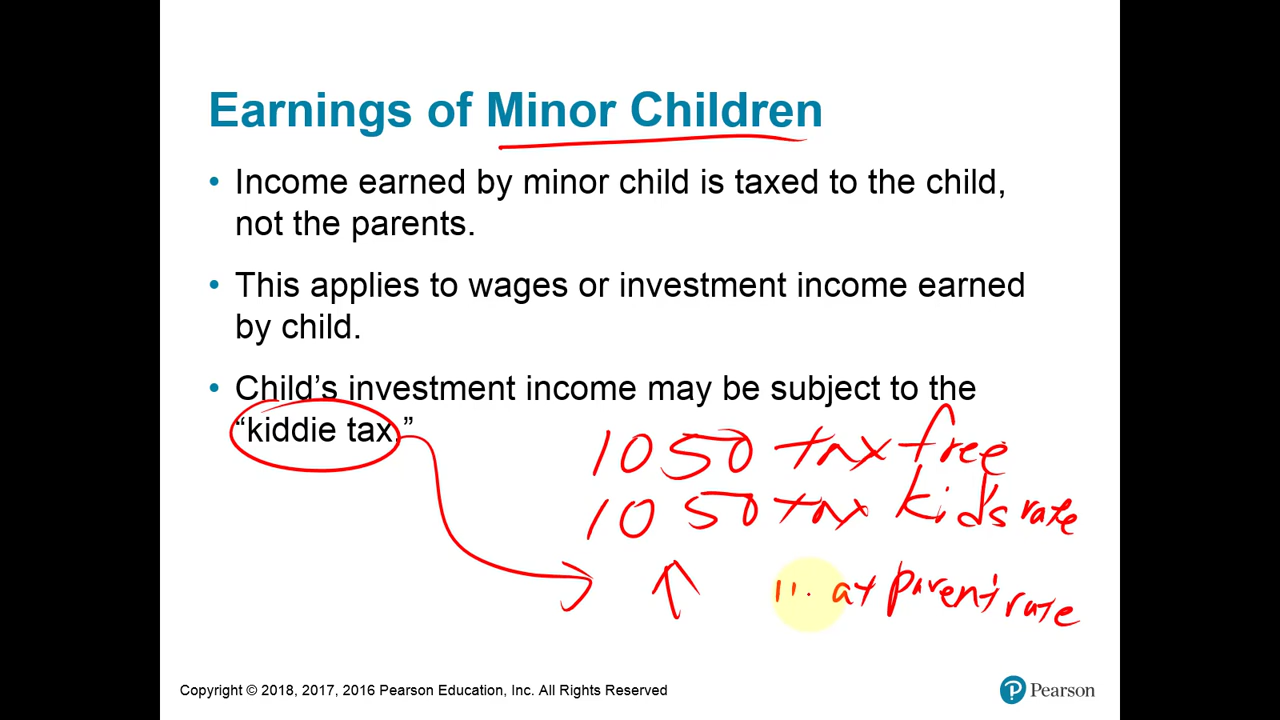 Earnings of Minor Children
• Income earned by minor child is taxed to the child,
not the parents.
• This applies to wages or investment income earned
by child.
• Child’s investment income may be subject to the
“kiddie tax.”
1050 tax free
1050 tax kid's rate
↑ " at parent rate
Copyright © 2018, 2017, 2016 Pearson Education, Inc. All Rights Reserved
P Pearson